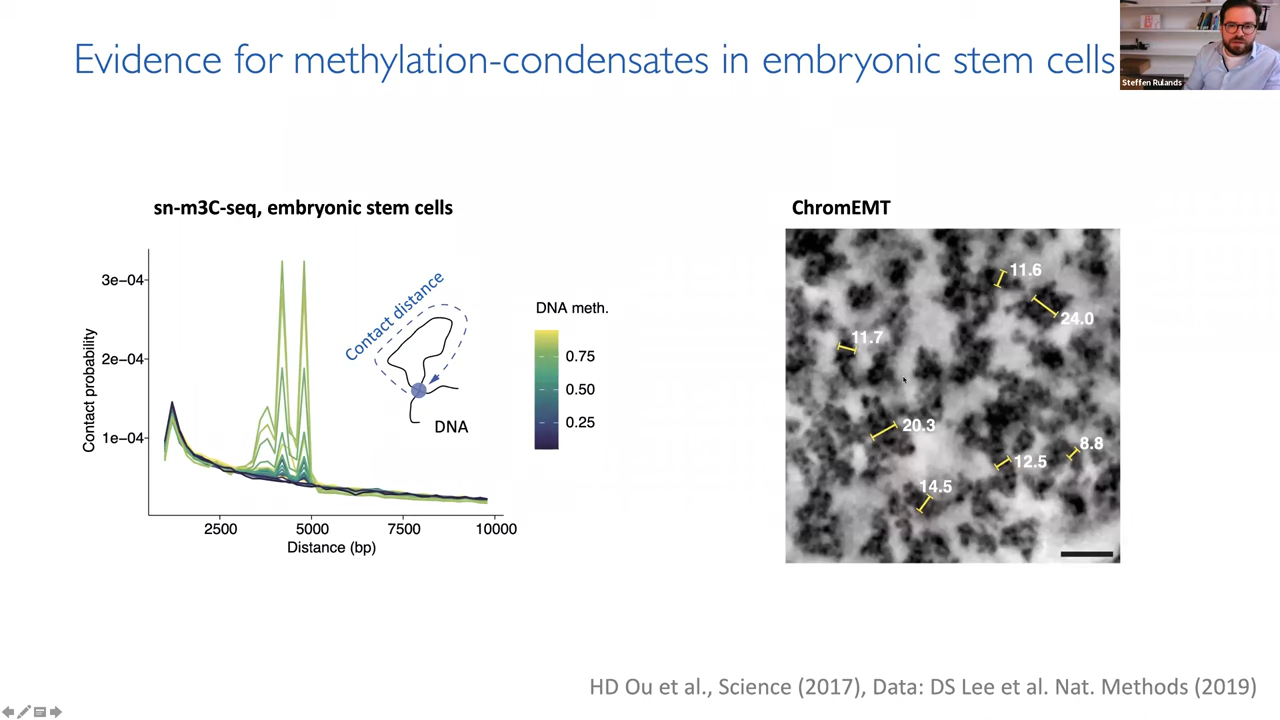 Evidence for methylation-condensates in embryonic stem cells
Steffen Rulands
sn-m3C-seq, embryonic stem cells
Contact probability
3e-04
2e-04
1e-04
2500 5000 7500 10000
Distance (bp)
Contact distance
DNA
DNA meth.
0.75
0.50
0.25
ChromEMT
11.6
24.0
11.7
20.3
8.8
12.5
14.5
HD Ou et al., Science (2017), Data: DS Lee et al. Nat. Methods (2019)